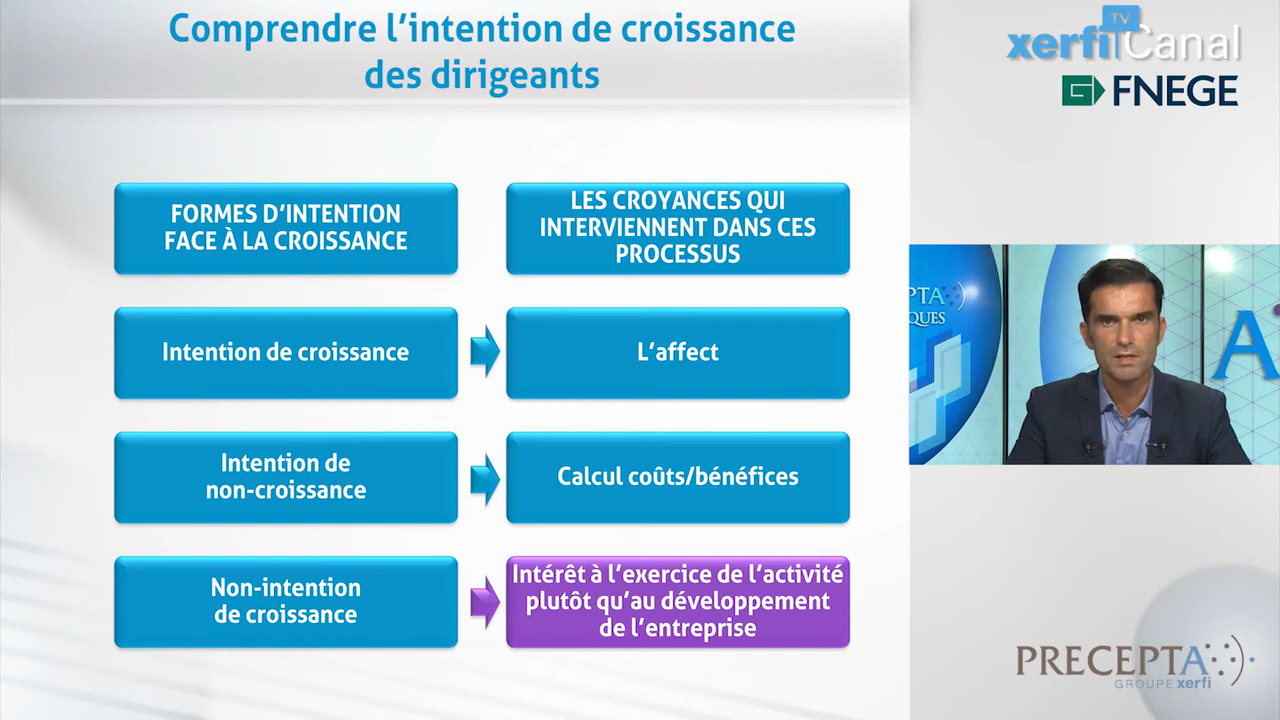 Comprendre l'intention de croissance
des dirigeants
TV
xerfi Canal
FNEGE
FORMES D'INTENTION
FACE À LA CROISSANCE
LES CROYANCES QUI
INTERVIENNENT DANS CES
PROCESSUS
Intention de croissance
L'affect
Intention de
non-croissance
Calcul coûts/bénéfices
Non-intention
de croissance
Intérêt à l'exercice de l'activité
plutôt qu'au développement
de l'entreprise
PTA
QUES
A
PRECEPTA
GROUPE xerfi